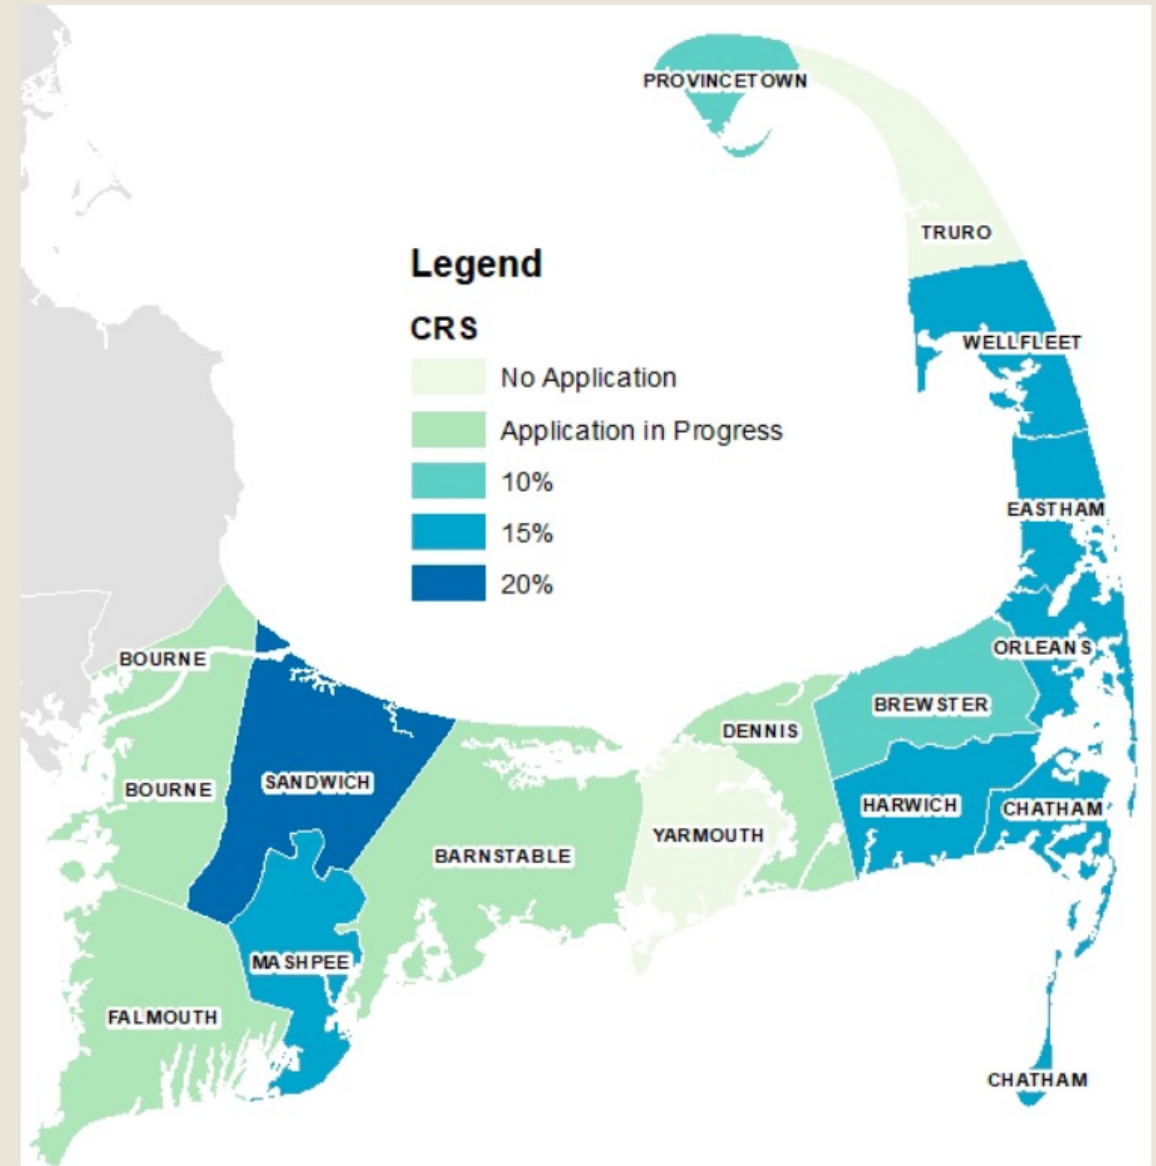 PROVINCETOWN
TRURO
Legend
CRS
No Application
Application in Progress
10%
15%
20%
WELLFLEET
EASTHAM
ORLEANS
BOURNE
BREWSTER
DENNIS
SANDWICH
BOURNE
HARWICH
CHATHAM
YARMOUTH
BARNSTABLE
MASHPEE
FALMOUTH
CHATHAM